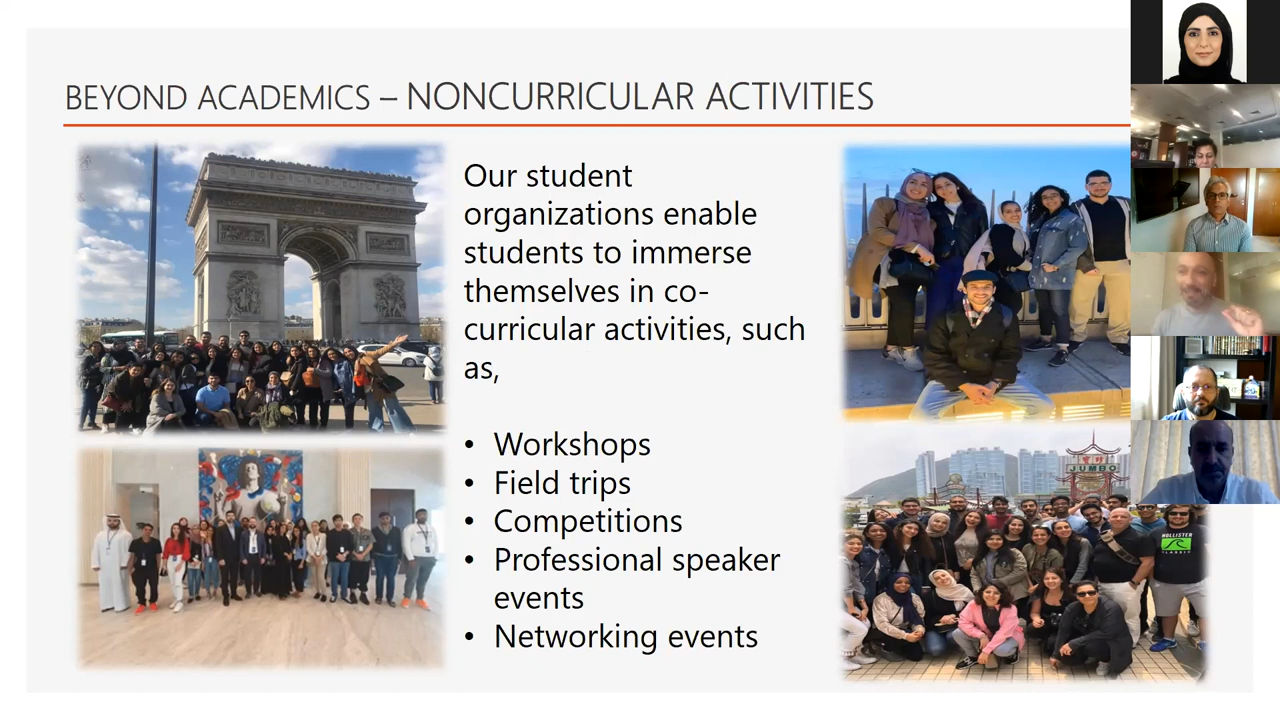 BEYOND ACADEMICS – NONCURRICULAR ACTIVITIES
Our student
organizations enable
students to immerse
themselves in co-
curricular activities, such
as,
• Workshops
• Field trips
• Competitions
• Professional speaker
events
• Networking events
JUMBO
HOLLISTER
CLASSIC